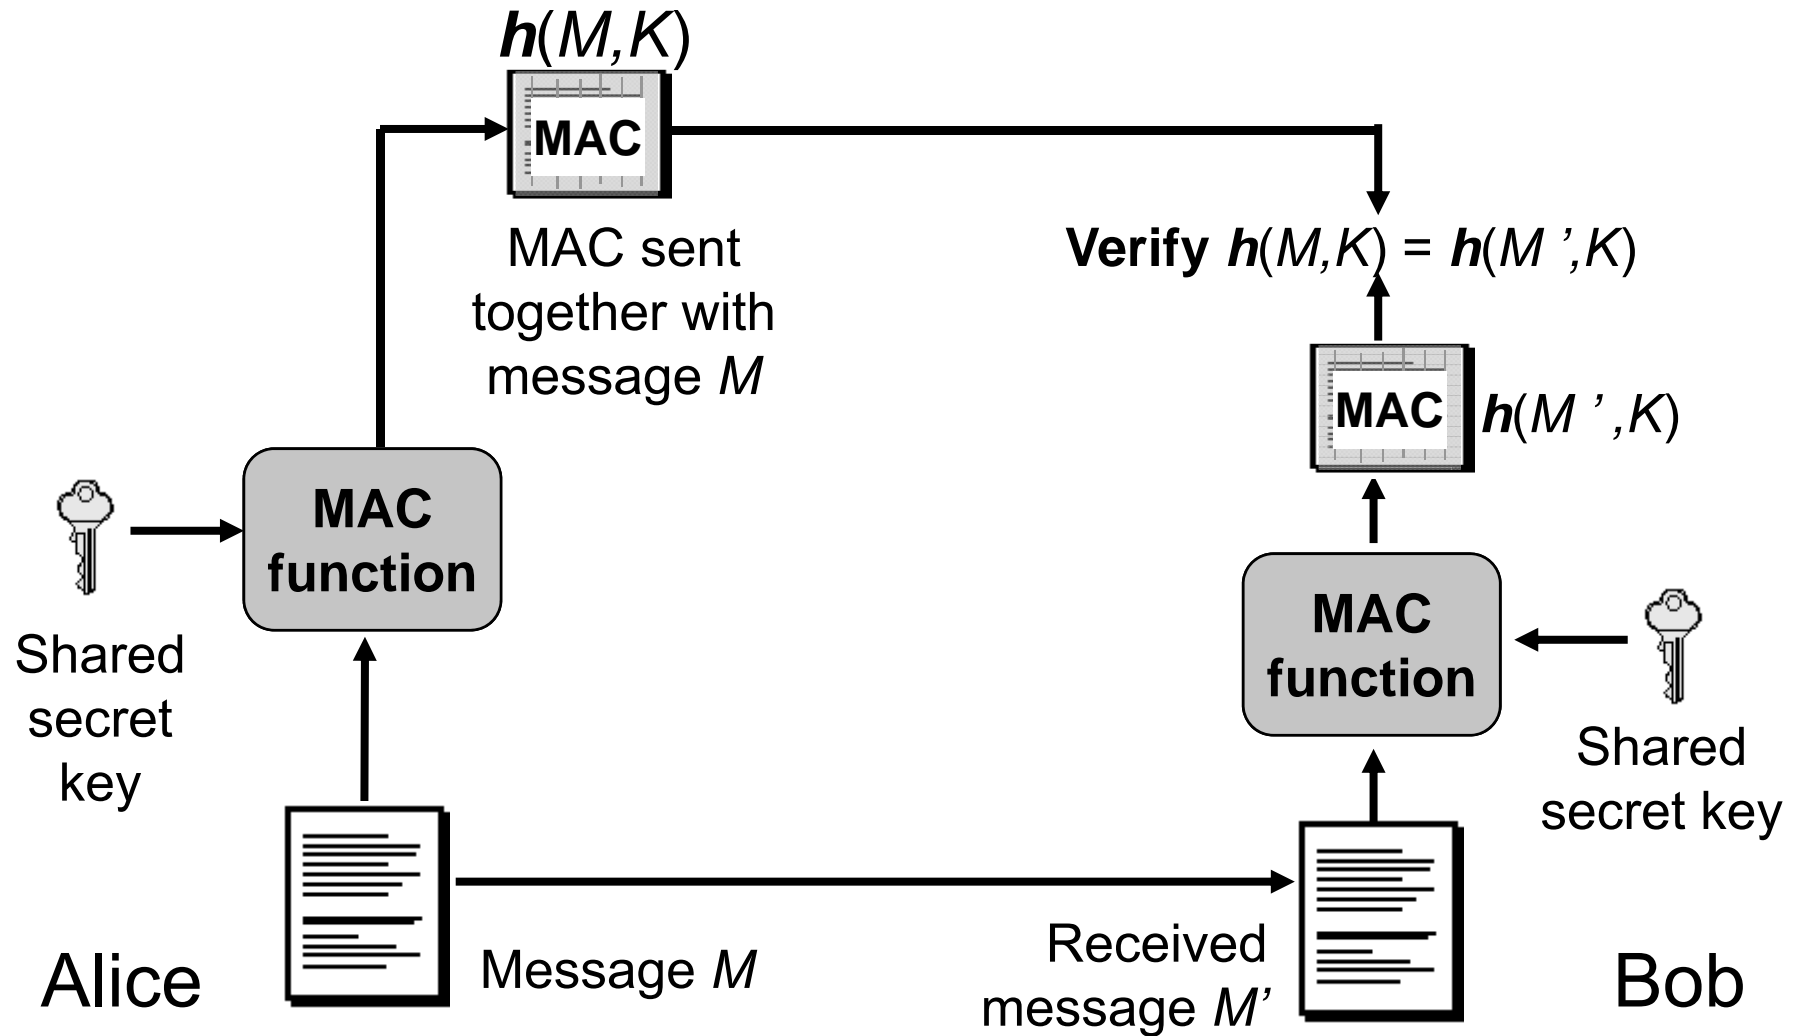 h(M,K)
MAC
MAC sent
together with
message M
Verify h(M,K) = h(M ’,K)
MAC
h(M ’ ,K)
MAC
function
Shared
secret
key
MAC
function
Shared
secret key
Alice
Message M
Received
message M’
Bob